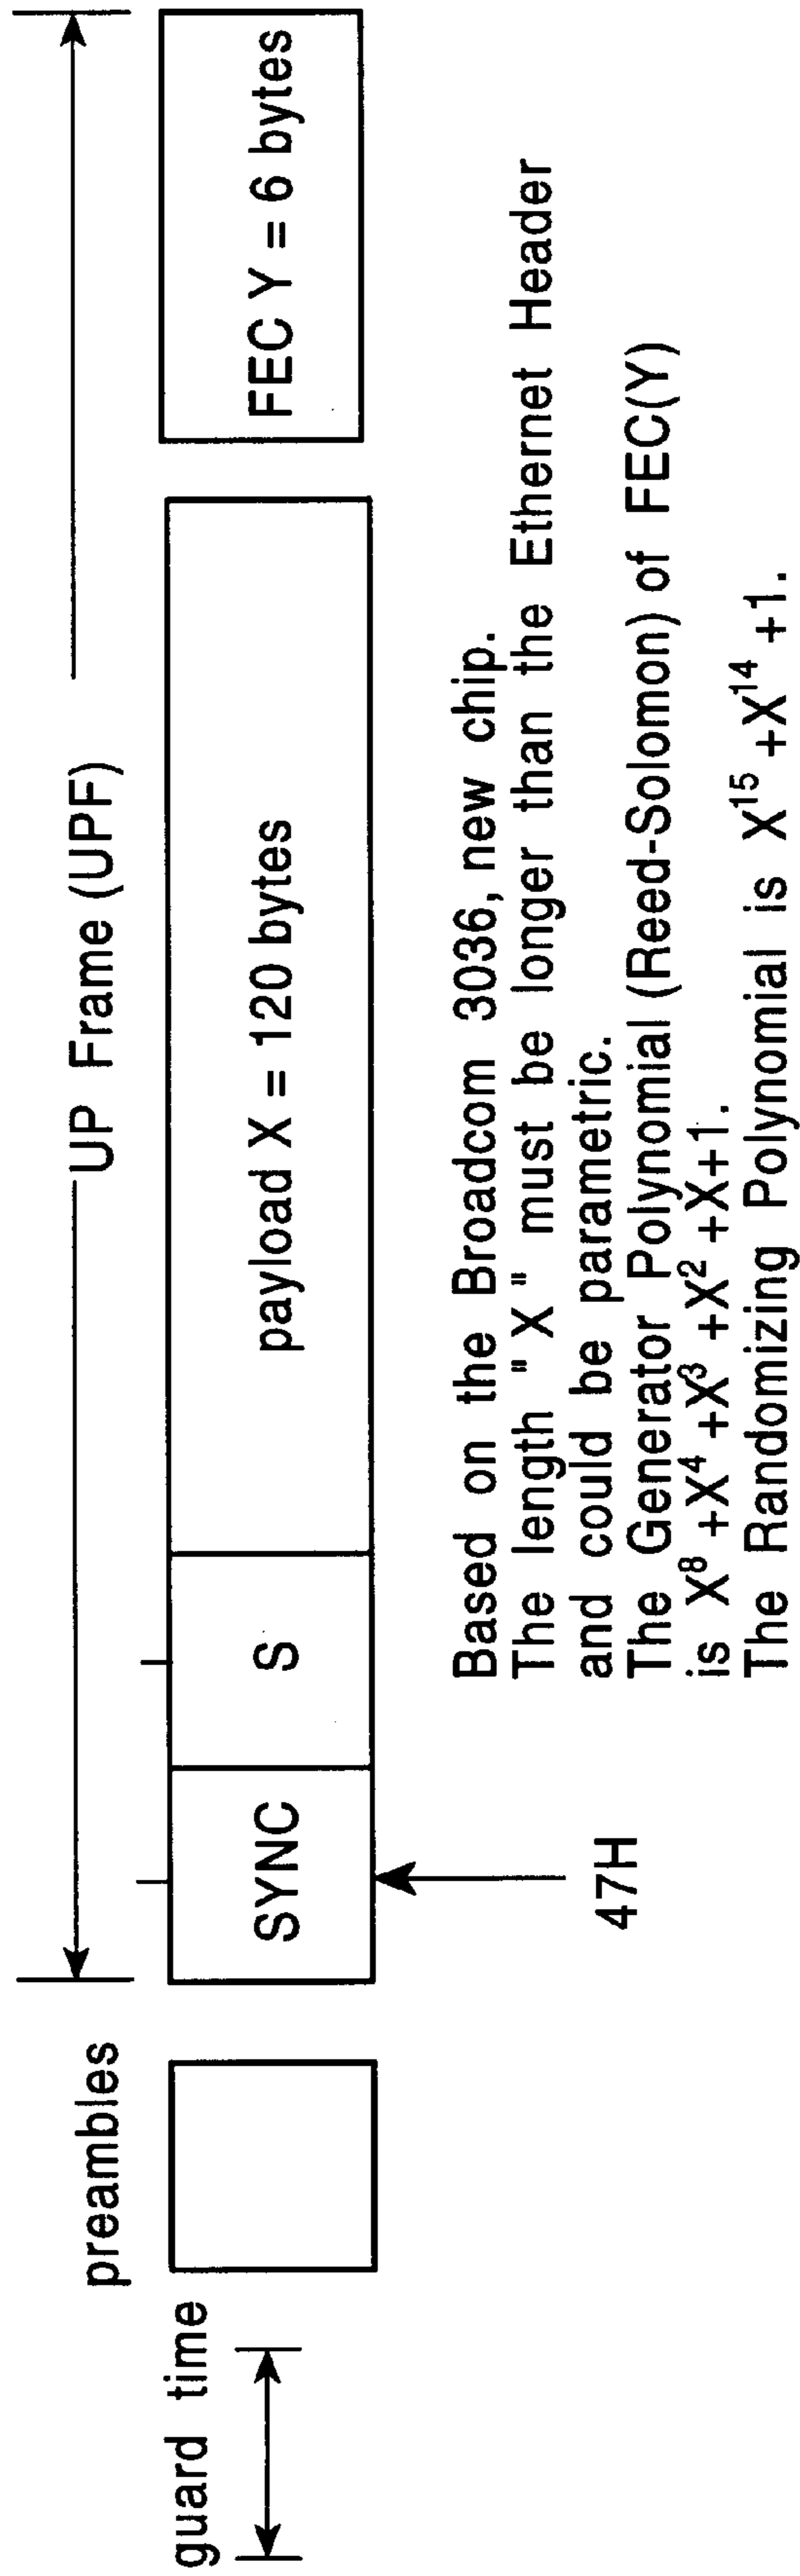 UP Frame (UPF)
preambles
guard time
SYNC
S
payload X = 120 bytes
FEC Y = 6 bytes
47H
Based on the Broadcom 3036, new chip.
The length "X" must be longer than the Ethernet Header
and could be parametric.
The Generator Polynomial (Reed-Solomon) of FEC(Y)
is X⁸ +X⁴ +X³ +X² +X+1.
The Randomizing Polynomial is X¹⁵ +X¹⁴ +1.